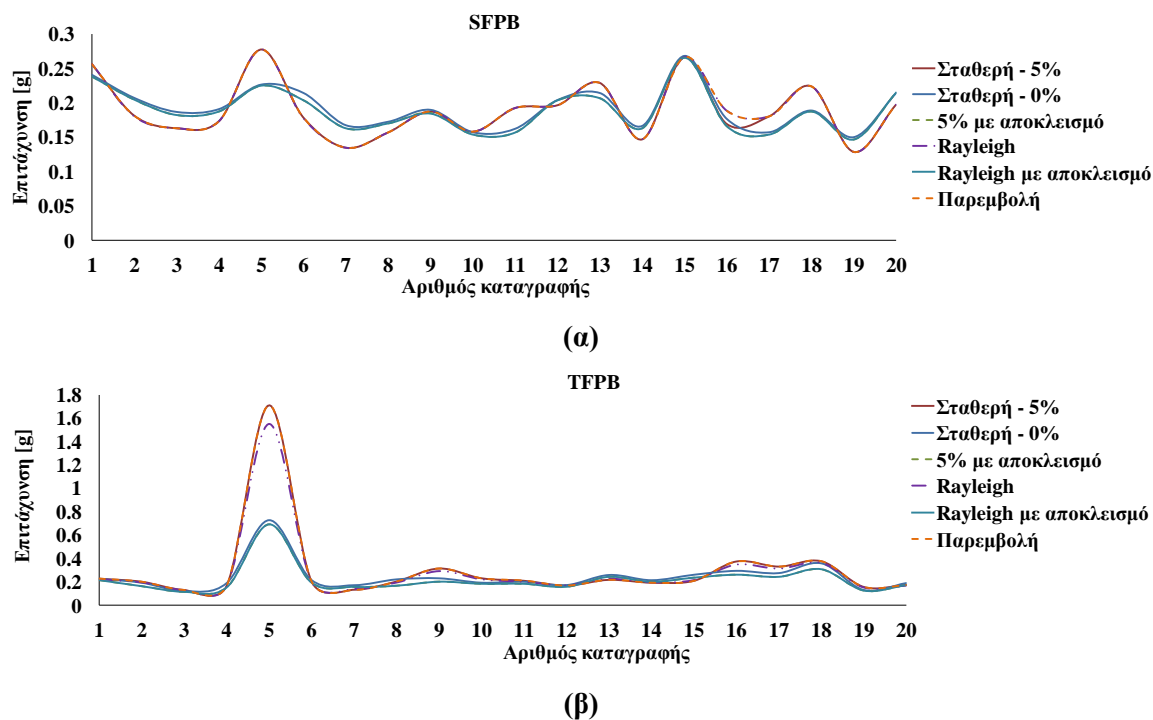 SFPB
Επιτάχυνση [g]
0.3
0.25
0.2
0.15
0.1
0.05
0
1 2 3 4 5 6 7 8 9 10 11 12 13 14 15 16 17 18 19 20
Αριθμός καταγραφής
Σταθερή - 5%
Σταθερή - 0%
5% με αποκλεισμό
Rayleigh
Rayleigh με αποκλεισμό
Παρεμβολή
(α)
TFPB
Επιτάχυνση [g]
1.8
1.6
1.4
1.2
1
0.8
0.6
0.4
0.2
0
1 2 3 4 5 6 7 8 9 10 11 12 13 14 15 16 17 18 19 20
Αριθμός καταγραφής
Σταθερή - 5%
Σταθερή - 0%
5% με αποκλεισμό
Rayleigh
Rayleigh με αποκλεισμό
Παρεμβολή
(β)